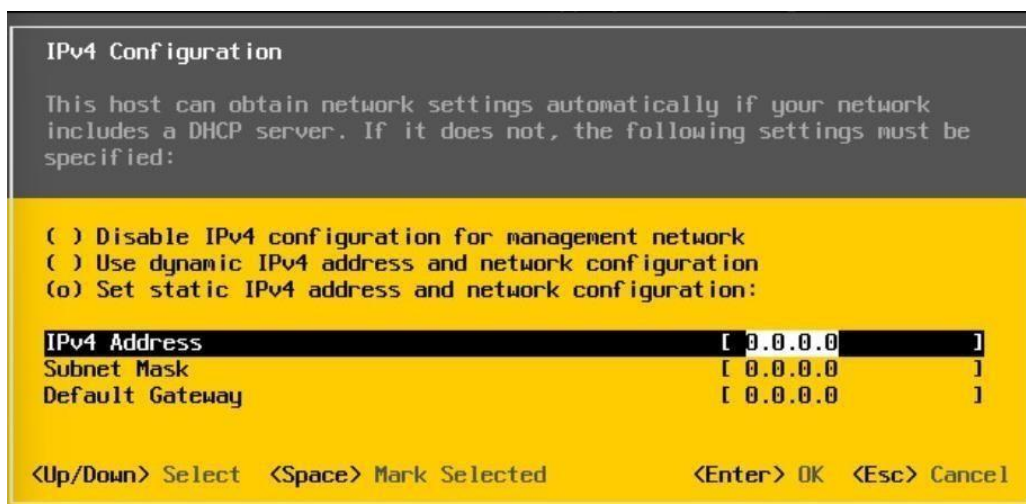 IPv4 Configuration
This host can obtain network settings automatically if your network
includes a DHCP server. If it does not, the following settings must be
specified:
( ) Disable IPv4 configuration for management network
( ) Use dynamic IPv4 address and network configuration
(o) Set static IPv4 address and network configuration:
IPv4 Address [ 0.0.0.0 ]
Subnet Mask [ 0.0.0.0 ]
Default Gateway [ 0.0.0.0 ]
<Up/Down> Select <Space> Mark Selected <Enter> OK <Esc> Cancel